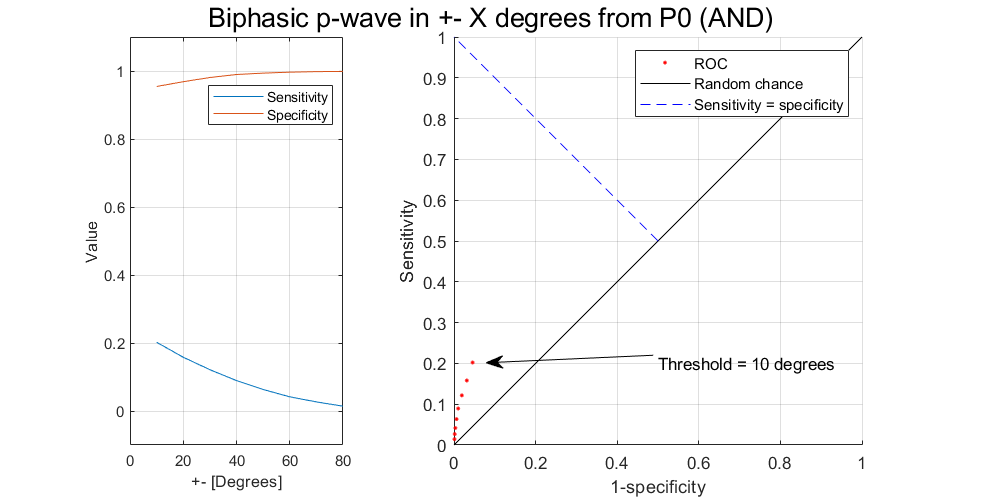 Biphasic p-wave in +- X degrees from P0 (AND)
1
0.8
0.6
0.4
0.2
0
Value
Sensitivity
Specificity
0 20 40 60 80
+- [Degrees]
1
0.9
0.8
0.7
0.6
0.5
0.4
0.3
0.2
0.1
0
Sensitivity
ROC
Random chance
Sensitivity = specificity
Threshold = 10 degrees
0 0.2 0.4 0.6 0.8 1
1-specificity